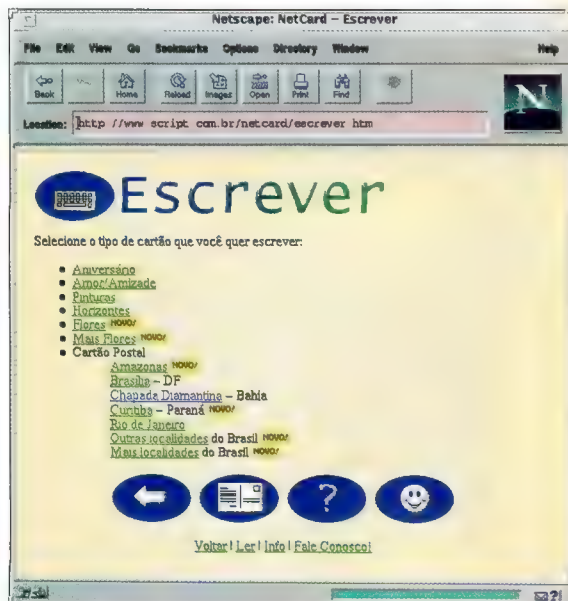 Netscape: NetCard – Escrever
File Edit View Go Bookmarks Options Directory Window Help
Back Home Reload Images Open Print Find
N
Location: http //www script com.br/netcard/escrever htm
Escrever
Selecione o tipo de cartão que você quer escrever:
Aniversário
Amor/Amizade
Pinturas
Horizontes
Flores NOVO!
Mais Flores NOVO!
Cartão Postal
Amazonas NOVO!
Brasília – DF
Chapada Diamantina – Bahia
Curitiba – Paraná NOVO!
Rio de Janeiro
Outras localidades do Brasil NOVO!
Mais localidades do Brasil NOVO!
?
Voltar | Ler | Info | Fale Conosco!